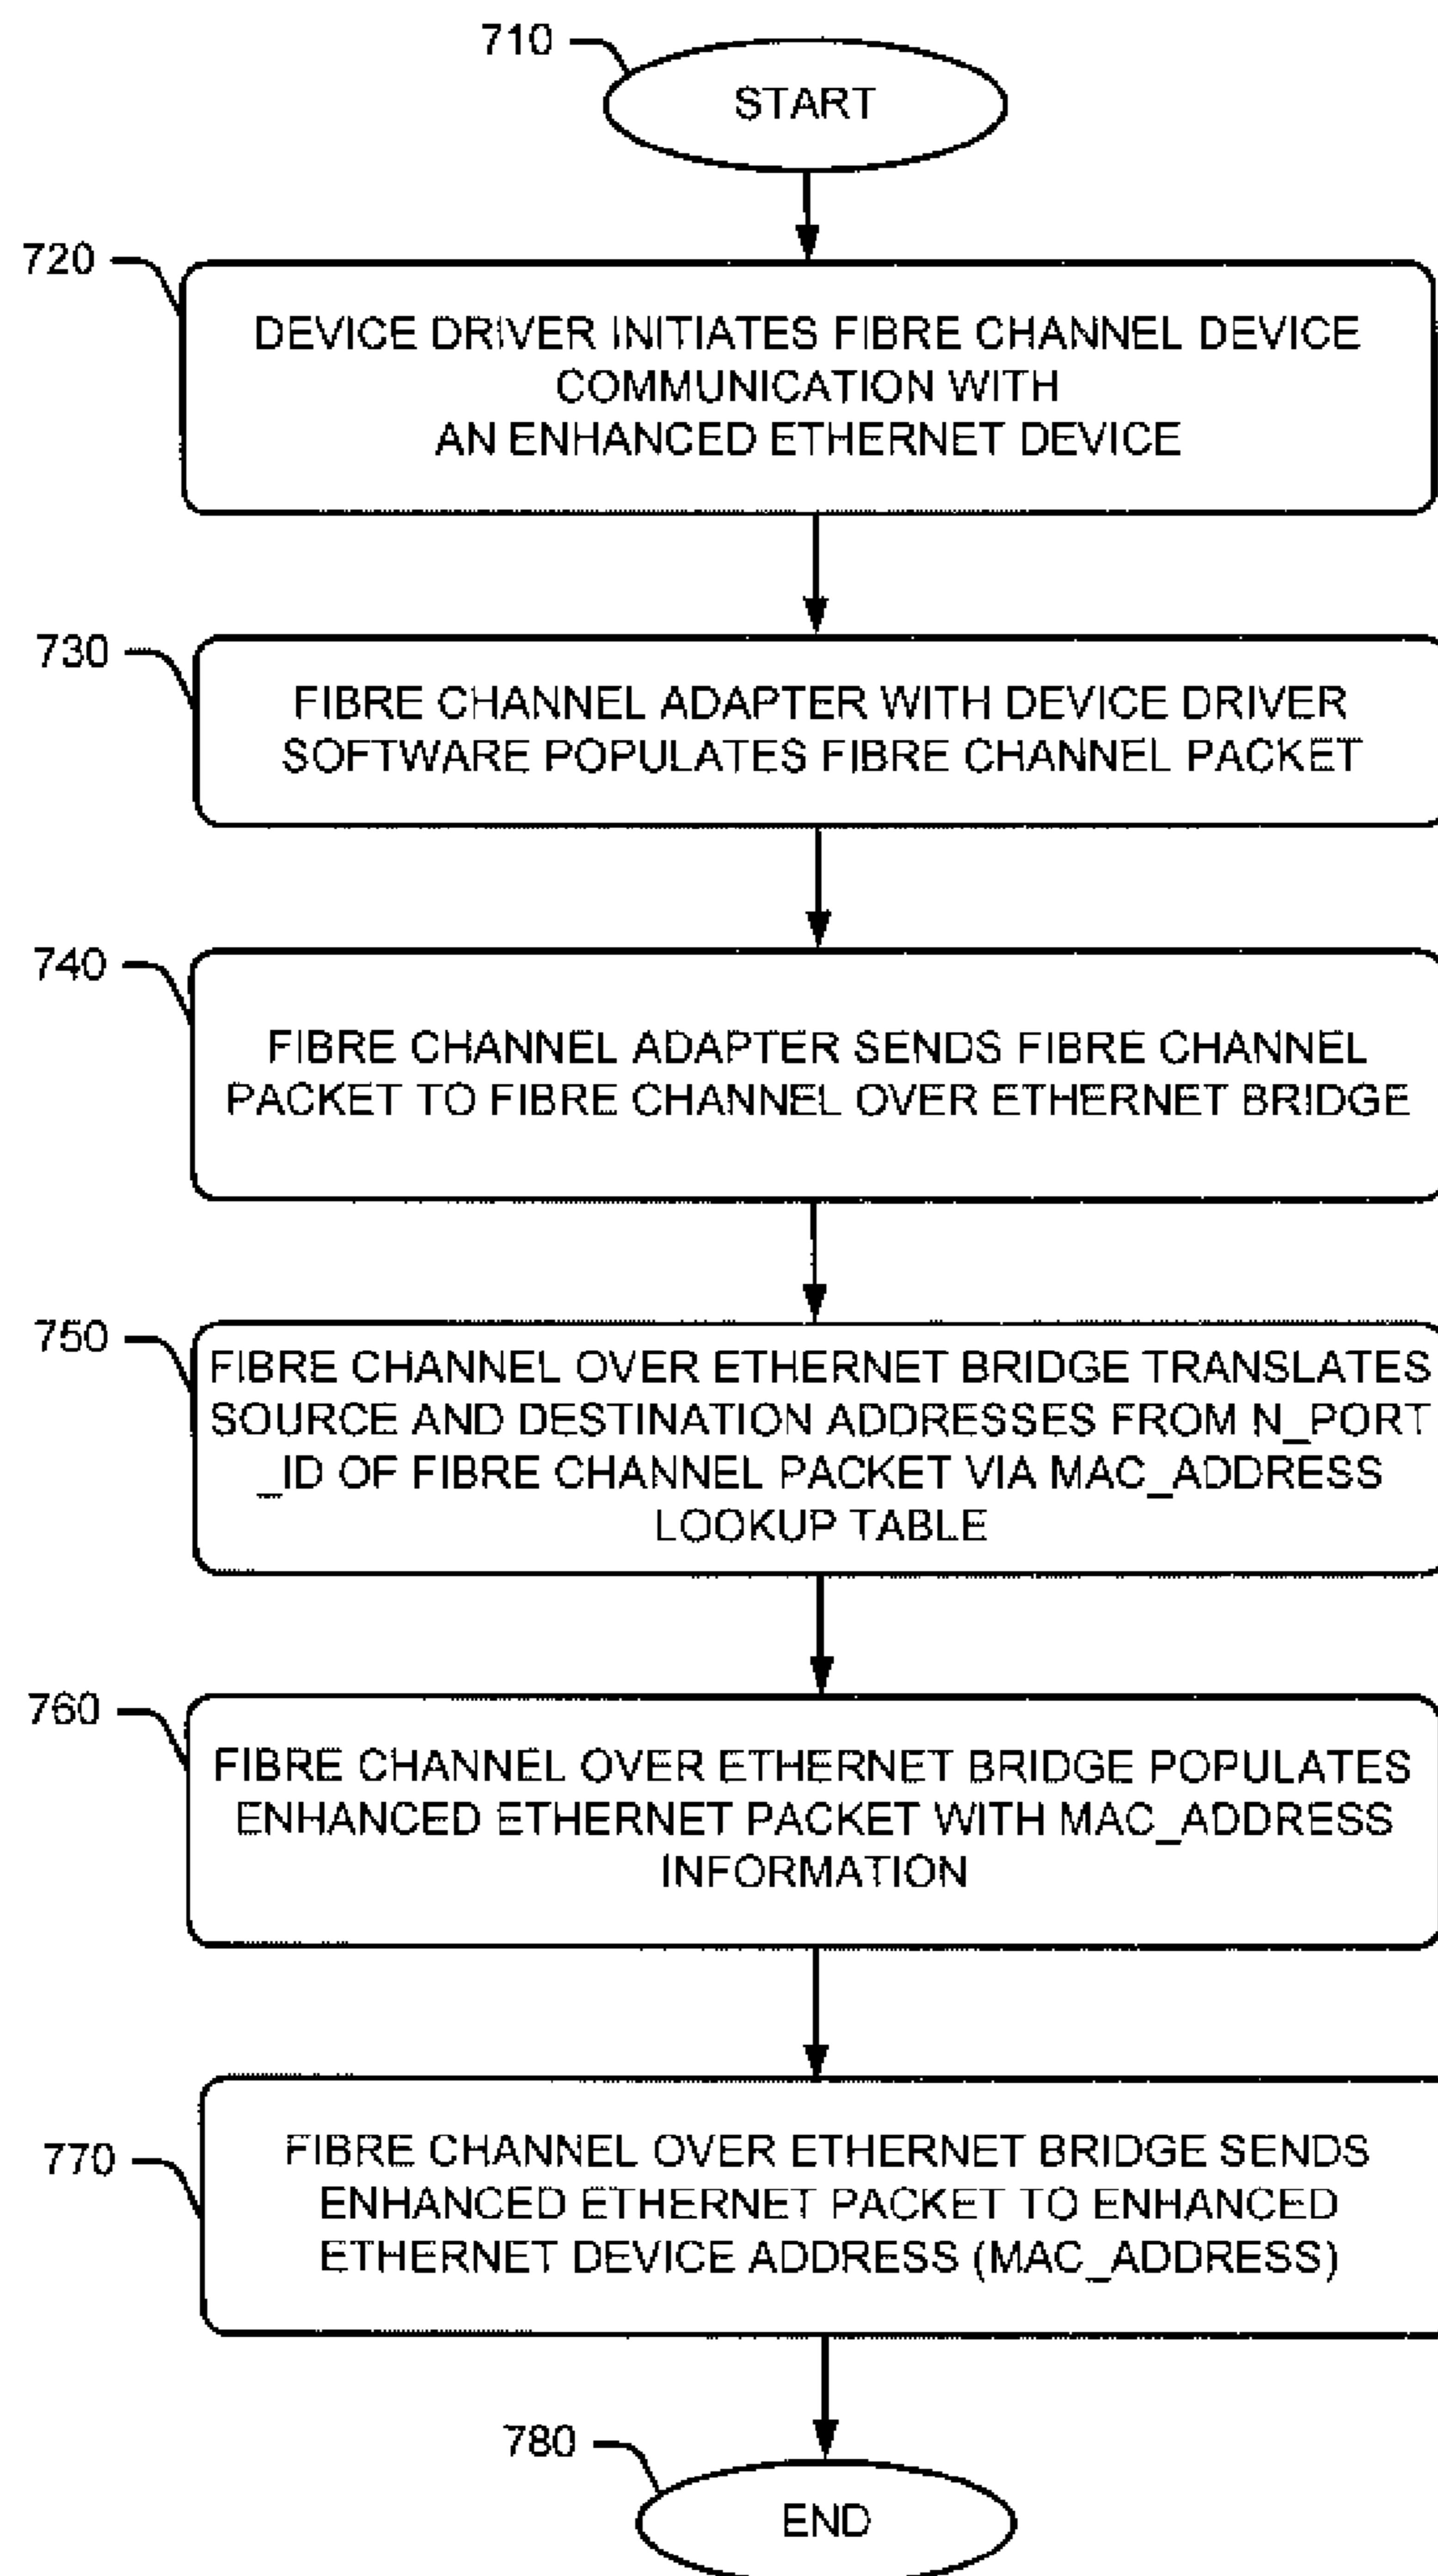 710
START
720
DEVICE DRIVER INITIATES FIBRE CHANNEL DEVICE
COMMUNICATION WITH
AN ENHANCED ETHERNET DEVICE
730
FIBRE CHANNEL ADAPTER WITH DEVICE DRIVER
SOFTWARE POPULATES FIBRE CHANNEL PACKET
740
FIBRE CHANNEL ADAPTER SENDS FIBRE CHANNEL
PACKET TO FIBRE CHANNEL OVER ETHERNET BRIDGE
750
FIBRE CHANNEL OVER ETHERNET BRIDGE TRANSLATES
SOURCE AND DESTINATION ADDRESSES FROM N_PORT
_ID OF FIBRE CHANNEL PACKET VIA MAC_ADDRESS
LOOKUP TABLE
760
FIBRE CHANNEL OVER ETHERNET BRIDGE POPULATES
ENHANCED ETHERNET PACKET WITH MAC_ADDRESS
INFORMATION
770
FIBRE CHANNEL OVER ETHERNET BRIDGE SENDS
ENHANCED ETHERNET PACKET TO ENHANCED
ETHERNET DEVICE ADDRESS (MAC_ADDRESS)
780
END